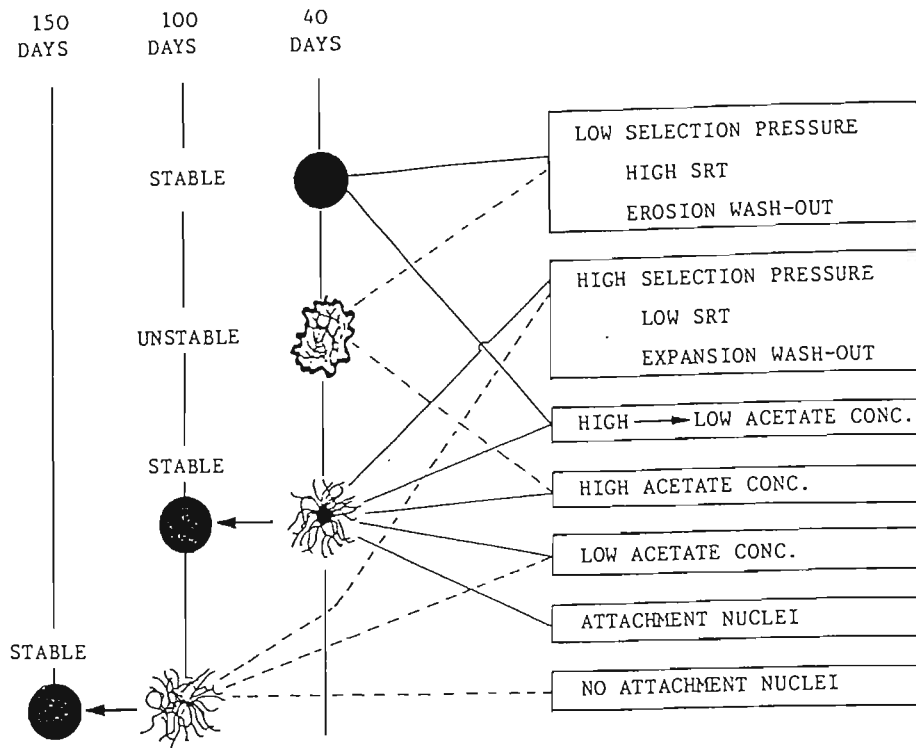 150
DAYS
100
DAYS
40
DAYS
STABLE
UNSTABLE
STABLE
STABLE
LOW SELECTION PRESSURE
HIGH SRT
EROSION WASH-OUT
HIGH SELECTION PRESSURE
LOW SRT
EXPANSION WASH-OUT
HIGH → LOW ACETATE CONC.
HIGH ACETATE CONC.
LOW ACETATE CONC.
ATTACHMENT NUCLEI
NO ATTACHMENT NUCLEI